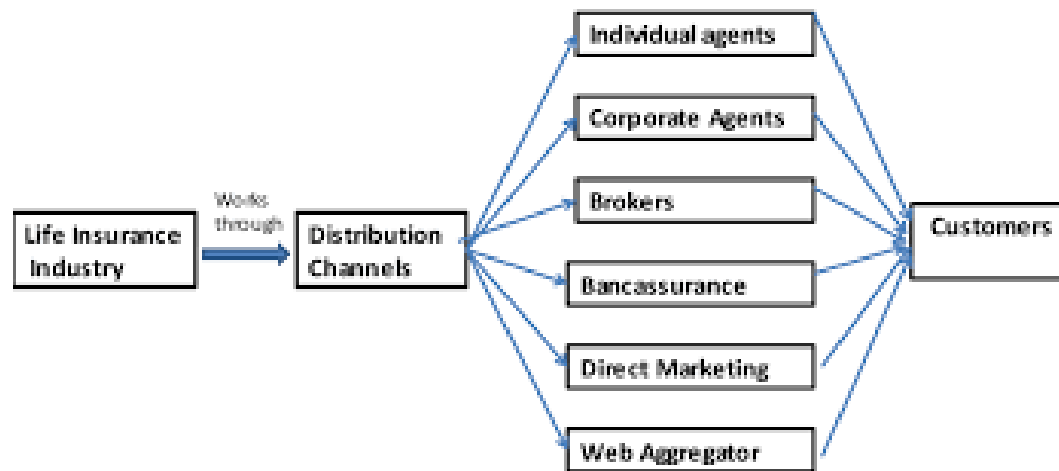 Life Insurance
Industry
Works
through
Distribution
Channels
Individual agents
Corporate Agents
Brokers
Bancassurance
Direct Marketing
Web Aggregator
Customers